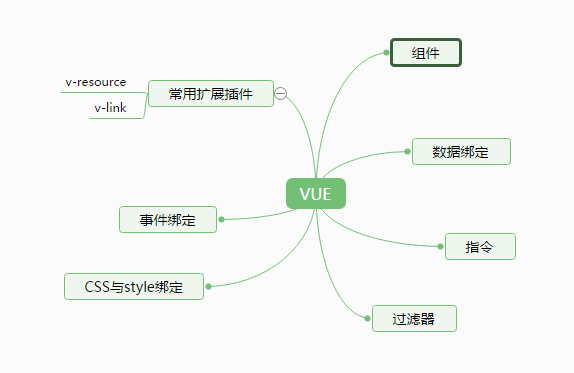 组件
v-resource
常用扩展插件
v-link
数据绑定
VUE
事件绑定
指令
CSS与style绑定
过滤器